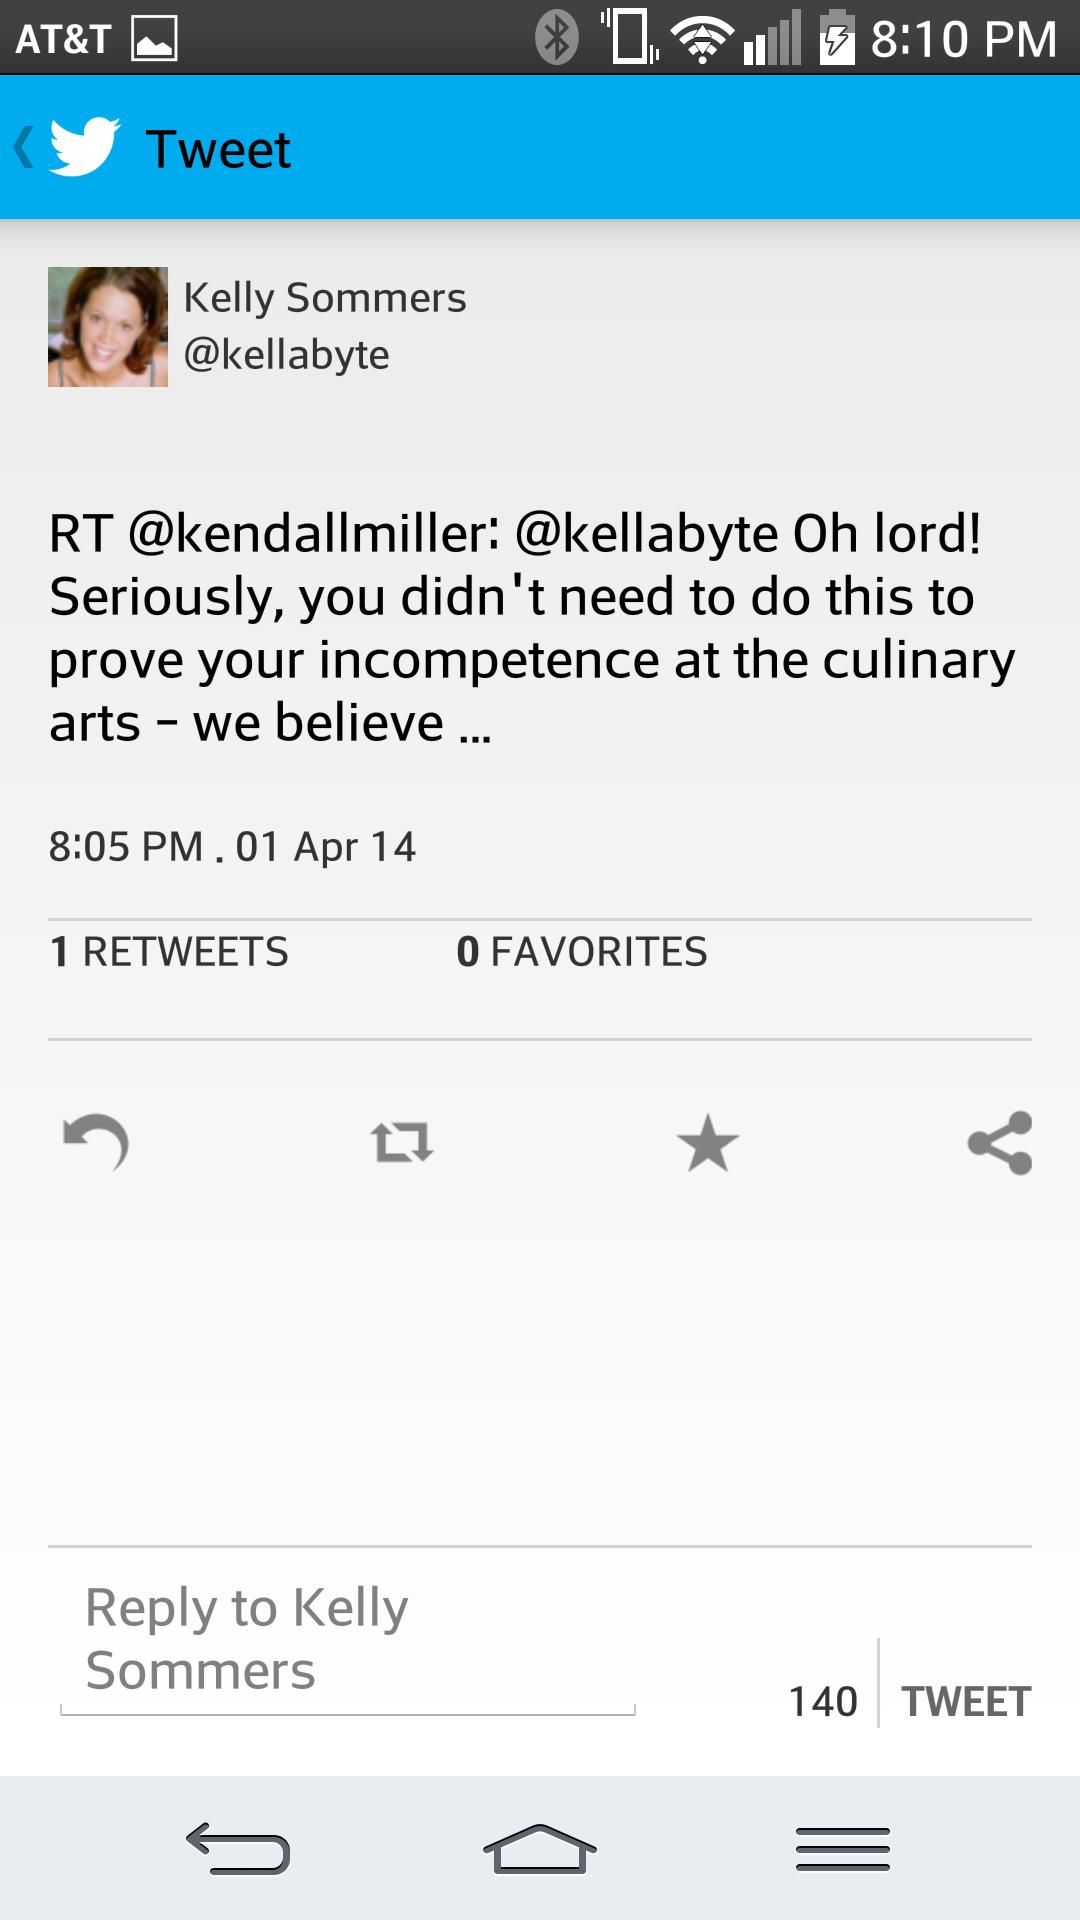 AT&T 8:10 PM
Tweet
Kelly Sommers
@kellabyte
RT @kendallmiller: @kellabyte Oh lord!
Seriously, you didn't need to do this to
prove your incompetence at the culinary
arts - we believe ...
8:05 PM . 01 Apr 14
1 RETWEETS 0 FAVORITES
Reply to Kelly
Sommers
140 TWEET